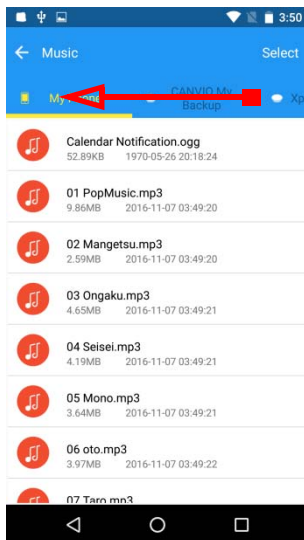 3:50
Music
Select
My Phone
CANVIO My
Backup
Xp
Calendar Notification.ogg
52.89KB 1970-05-26 20:18:24
01 PopMusic.mp3
9.86MB 2016-11-07 03:49:20
02 Mangetsu.mp3
2.59MB 2016-11-07 03:49:20
03 Ongaku.mp3
4.65MB 2016-11-07 03:49:21
04 Seisei.mp3
4.19MB 2016-11-07 03:49:21
05 Mono.mp3
3.64MB 2016-11-07 03:49:21
06 oto.mp3
3.97MB 2016-11-07 03:49:22
07 Taro.mp3